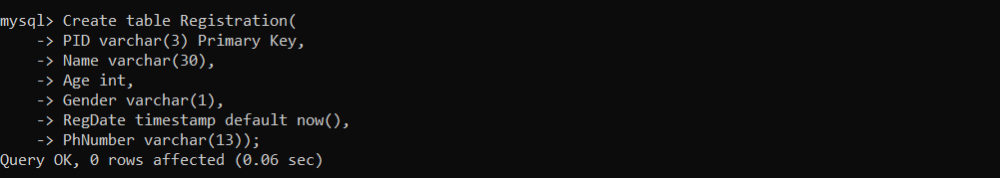 mysql> Create table Registration(
    -> PID varchar(3) Primary Key,
    -> Name varchar(30),
    -> Age int,
    -> Gender varchar(1),
    -> RegDate timestamp default now(),
    -> PhNumber varchar(13));
Query OK, 0 rows affected (0.06 sec)